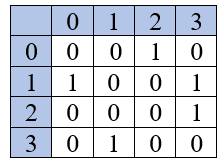 0 1 2 3
0 0 0 1 0
1 1 0 0 1
2 0 0 0 1
3 0 1 0 0